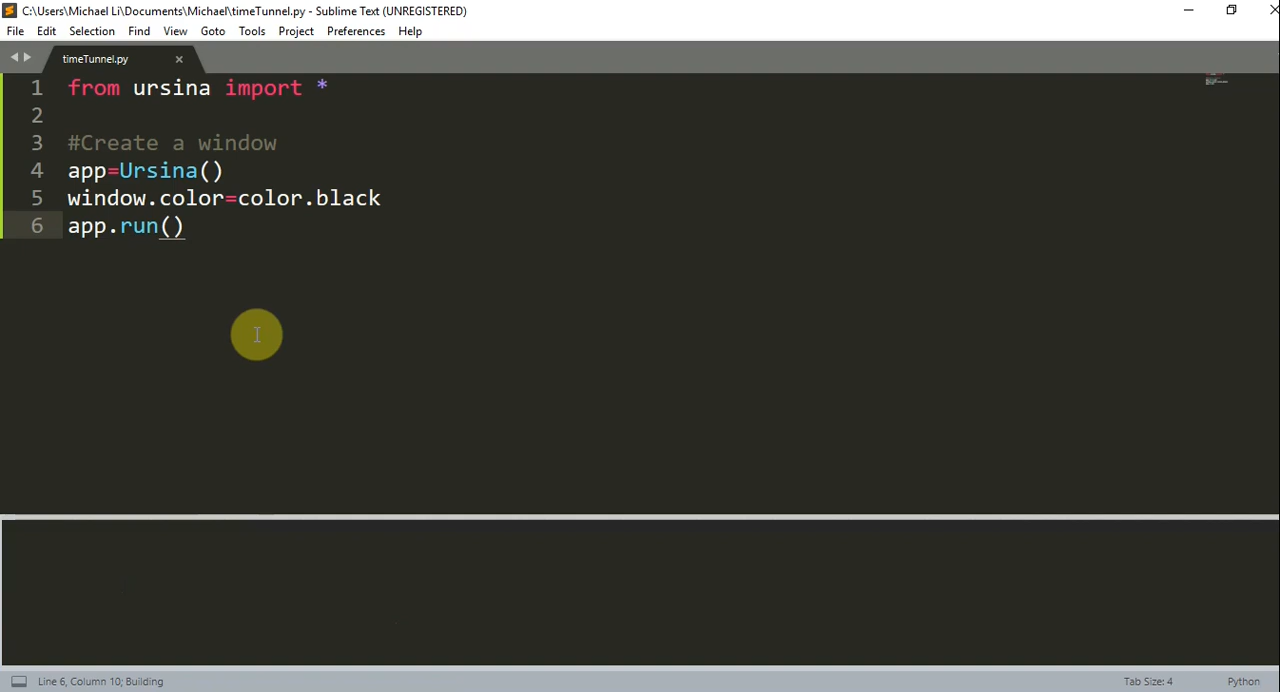 C:\Users\Michael Li\Documents\Michael\timeTunnel.py - Sublime Text (UNREGISTERED)
File Edit Selection Find View Goto Tools Project Preferences Help
timeTunnel.py
1 from ursina import *
2
3 #Create a window
4 app=Ursina()
5 window.color=color.black
6 app.run()
Line 6, Column 10; Building Tab Size: 4 Python